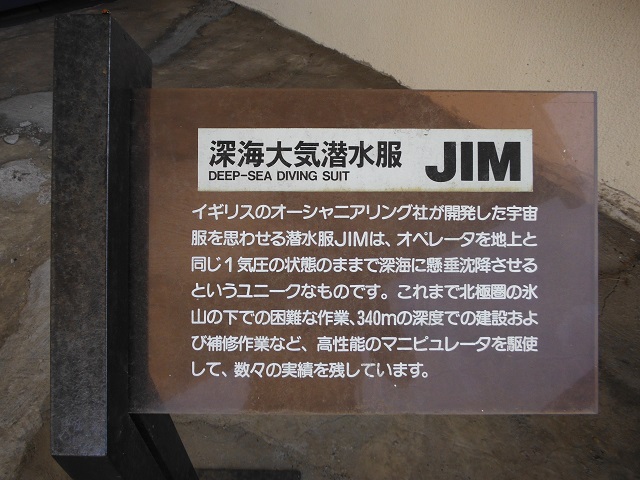 深海大気潜水服 JIM
DEEP-SEA DIVING SUIT
イギリスのオーシャニアリング社が開発した宇宙
服を思わせる潜水服JIMは、オペレータを地上と
同じ1気圧の状態のままで深海に懸垂沈降させる
というユニークなものです。これまで北極圏の氷
山の下での困難な作業、340mの深度での建設およ
び補修作業など、高性能のマニピュレータを駆使
して、数々の実績を残しています。